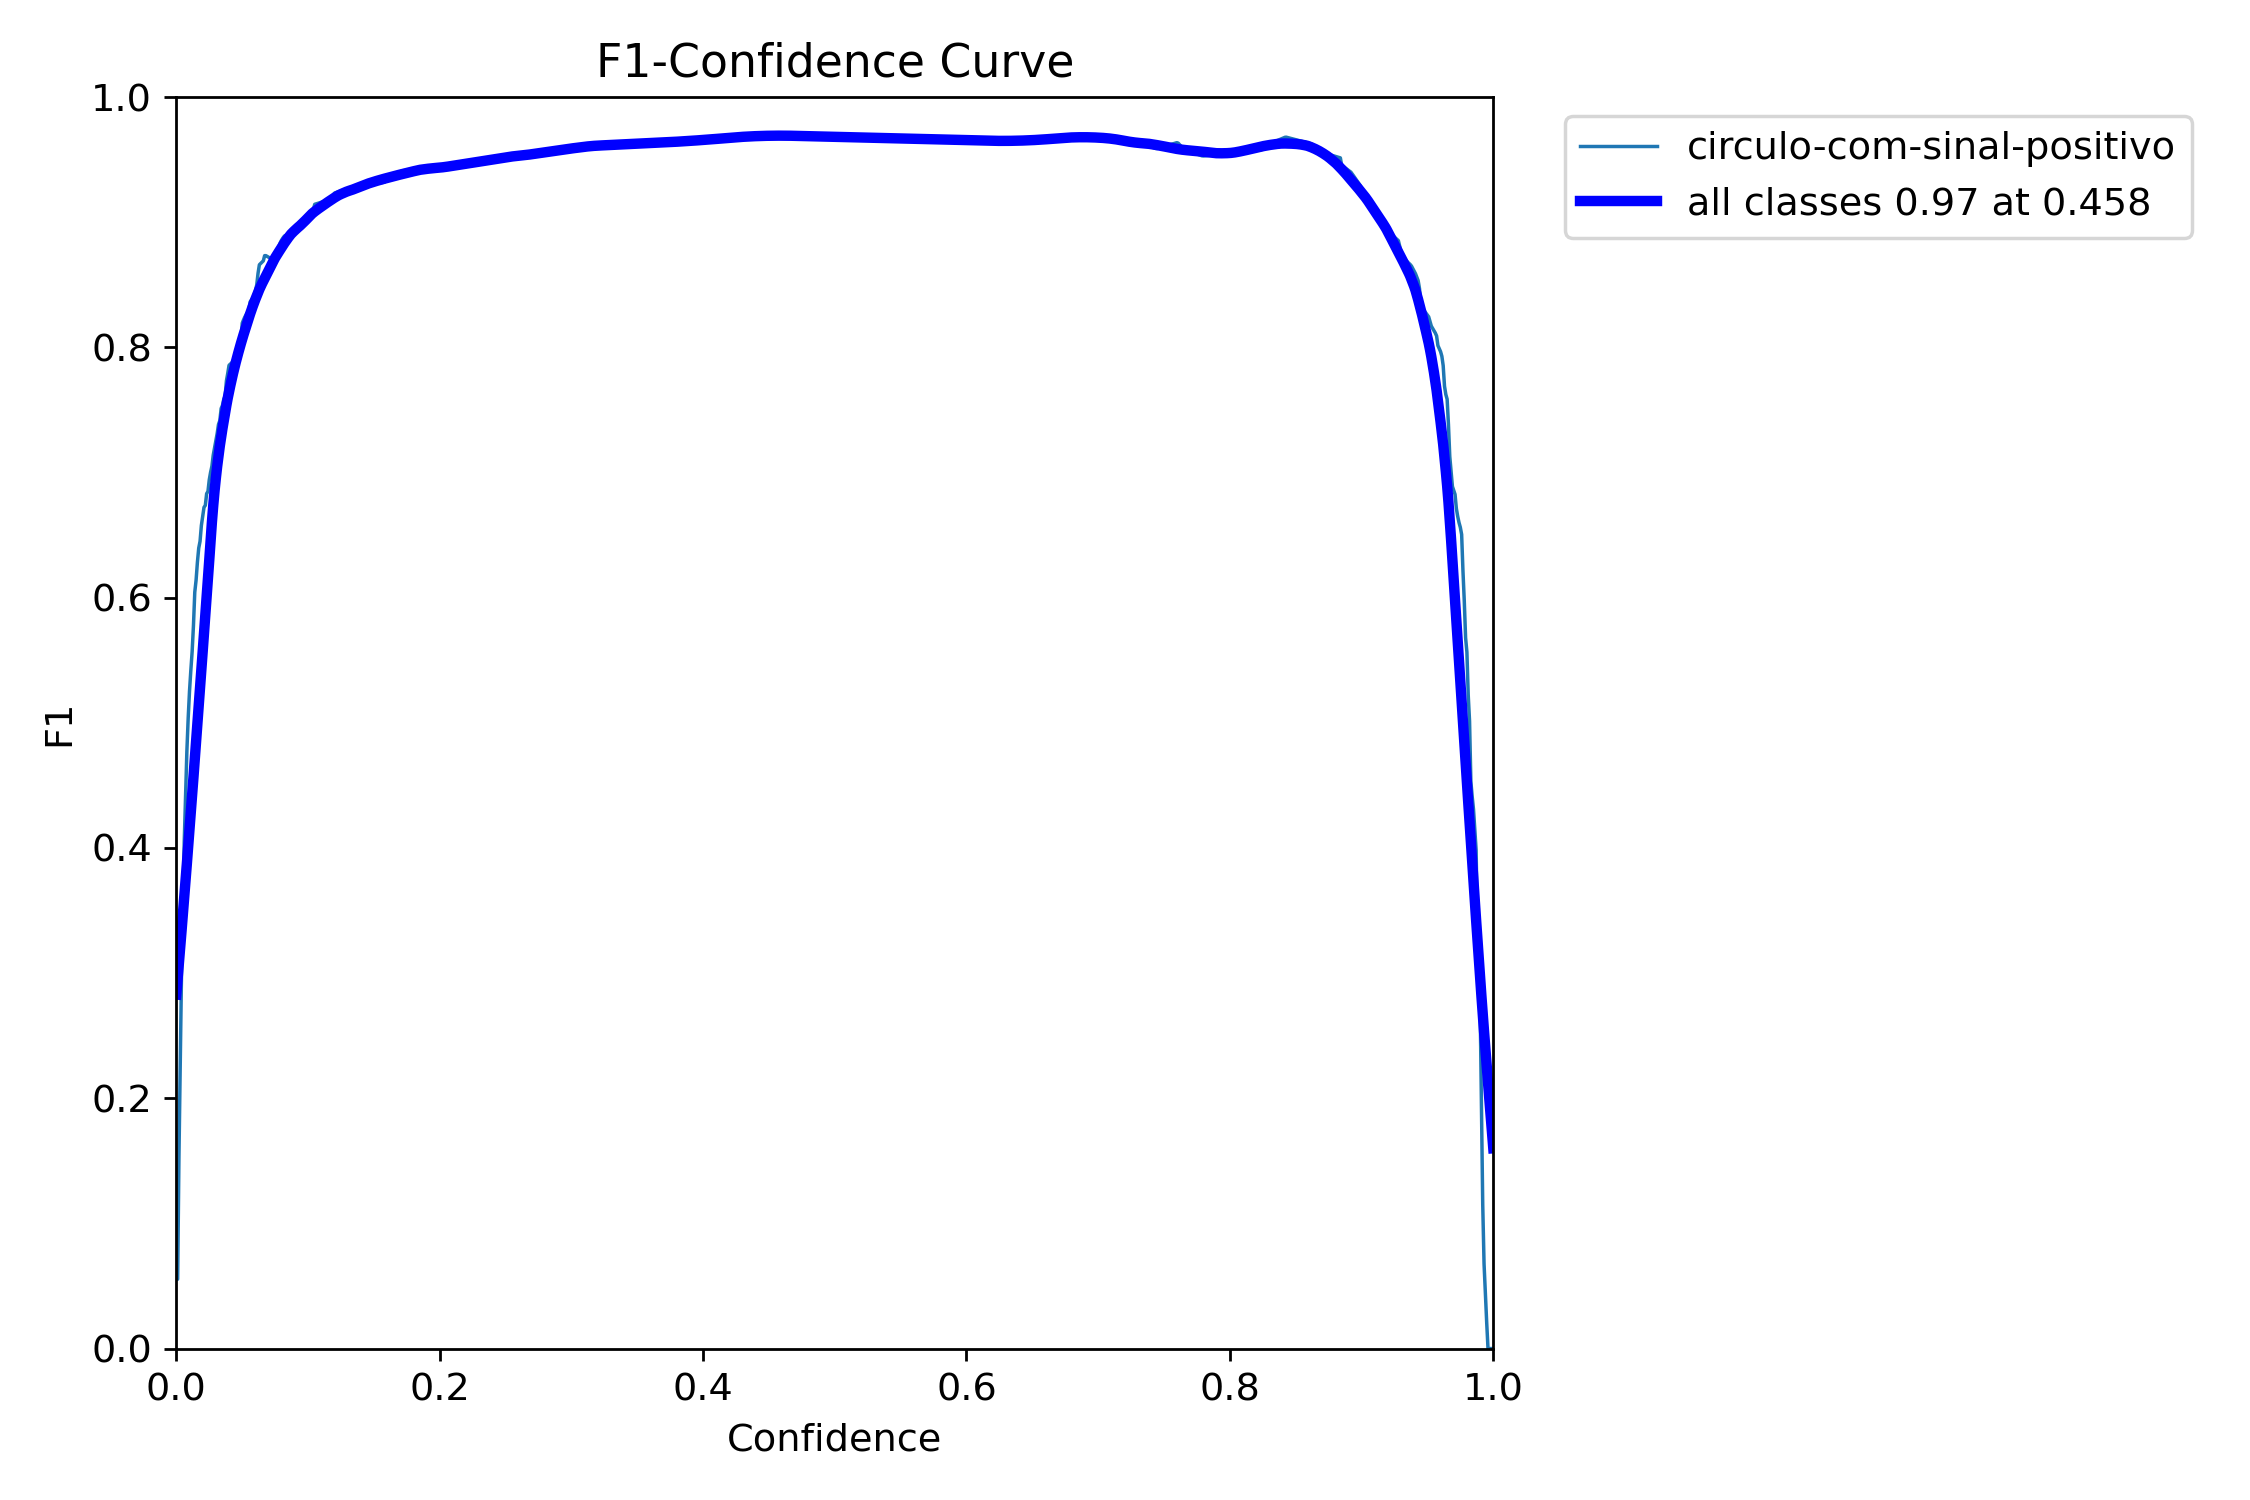 F1-Confidence Curve
circulo-com-sinal-positivo
all classes 0.97 at 0.458
1.0
0.8
0.6
0.4
0.2
0.0
F1
0.0 0.2 0.4 0.6 0.8 1.0
Confidence